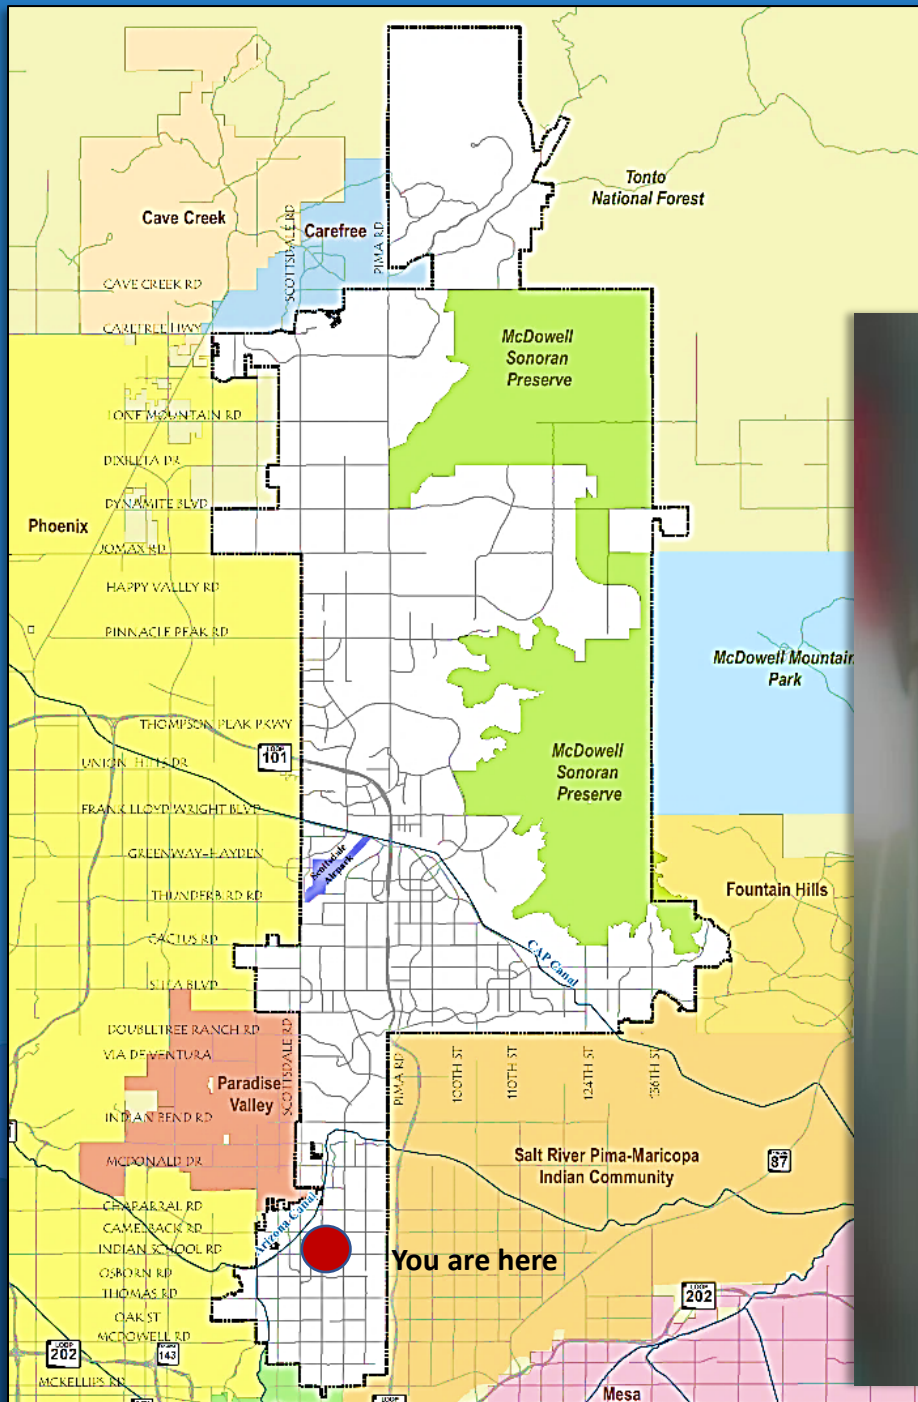 Tonto
National Forest
Cave Creek
Carefree
SCOTTSDALE RD
PIMA RD
CAVE CREEK RD
CAREFREE HWY
McDowell
Sonoran
Preserve
LONE MOUNTAIN RD
DIXILETA DR
DYNAMITE BLVD
Phoenix
JOMAX RD
HAPPY VALLEY RD
PINNACLE PEAK RD
McDowell Mountain
Park
THOMPSON PEAK PKWY
LOOP
101
McDowell
Sonoran
Preserve
UNION HILLS DR
FRANK LLOYD WRIGHT BLVD
GREENWAY-HAYDEN
Scottsdale
Airpark
THUNDERBIRD RD
Fountain Hills
CACTUS RD
CAP Canal
SHEA BLVD
DOUBLETREE RANCH RD
SCOTTSDALE RD
VIA DE VENTURA
PIMA RD
100TH ST
110TH ST
124TH ST
136TH ST
Paradise
Valley
INDIAN BEND RD
MCDONALD DR
Salt River Pima-Maricopa
Indian Community
87
CHAPARRAL RD
Arizona Canal
CAMELBACK RD
INDIAN SCHOOL RD
You are here
OSBORN RD
THOMAS RD
LOOP
202
OAK ST
MCDOWELL RD
LOOP
202
143
MCKELLIPS RD
Mesa
LOOP